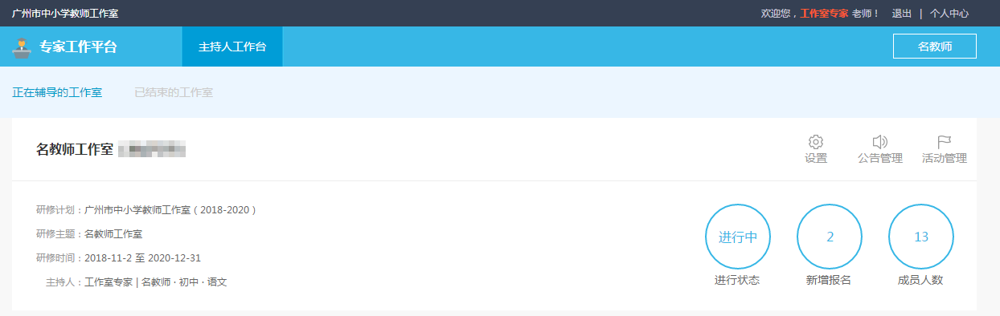 广州市中小学教师工作室
欢迎您，工作室专家 老师！ 退出 | 个人中心
专家工作平台
主持人工作台
名教师
正在辅导的工作室
已结束的工作室
名教师工作室
设置
公告管理
活动管理
研修计划：广州市中小学教师工作室（2018-2020）
研修主题：名教师工作室
研修时间：2018-11-2 至 2020-12-31
主持人：工作室专家 | 名教师 · 初中 · 语文
进行中
进行状态
2
新增报名
13
成员人数